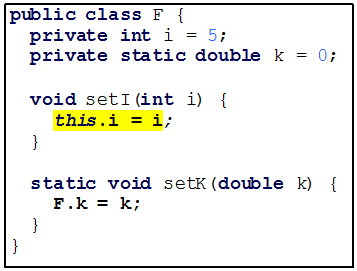 public class F {
  private int i = 5;
  private static double k = 0;
  void setI(int i) {
    this.i = i;
  }
  static void setK(double k) {
    F.k = k;
  }
}